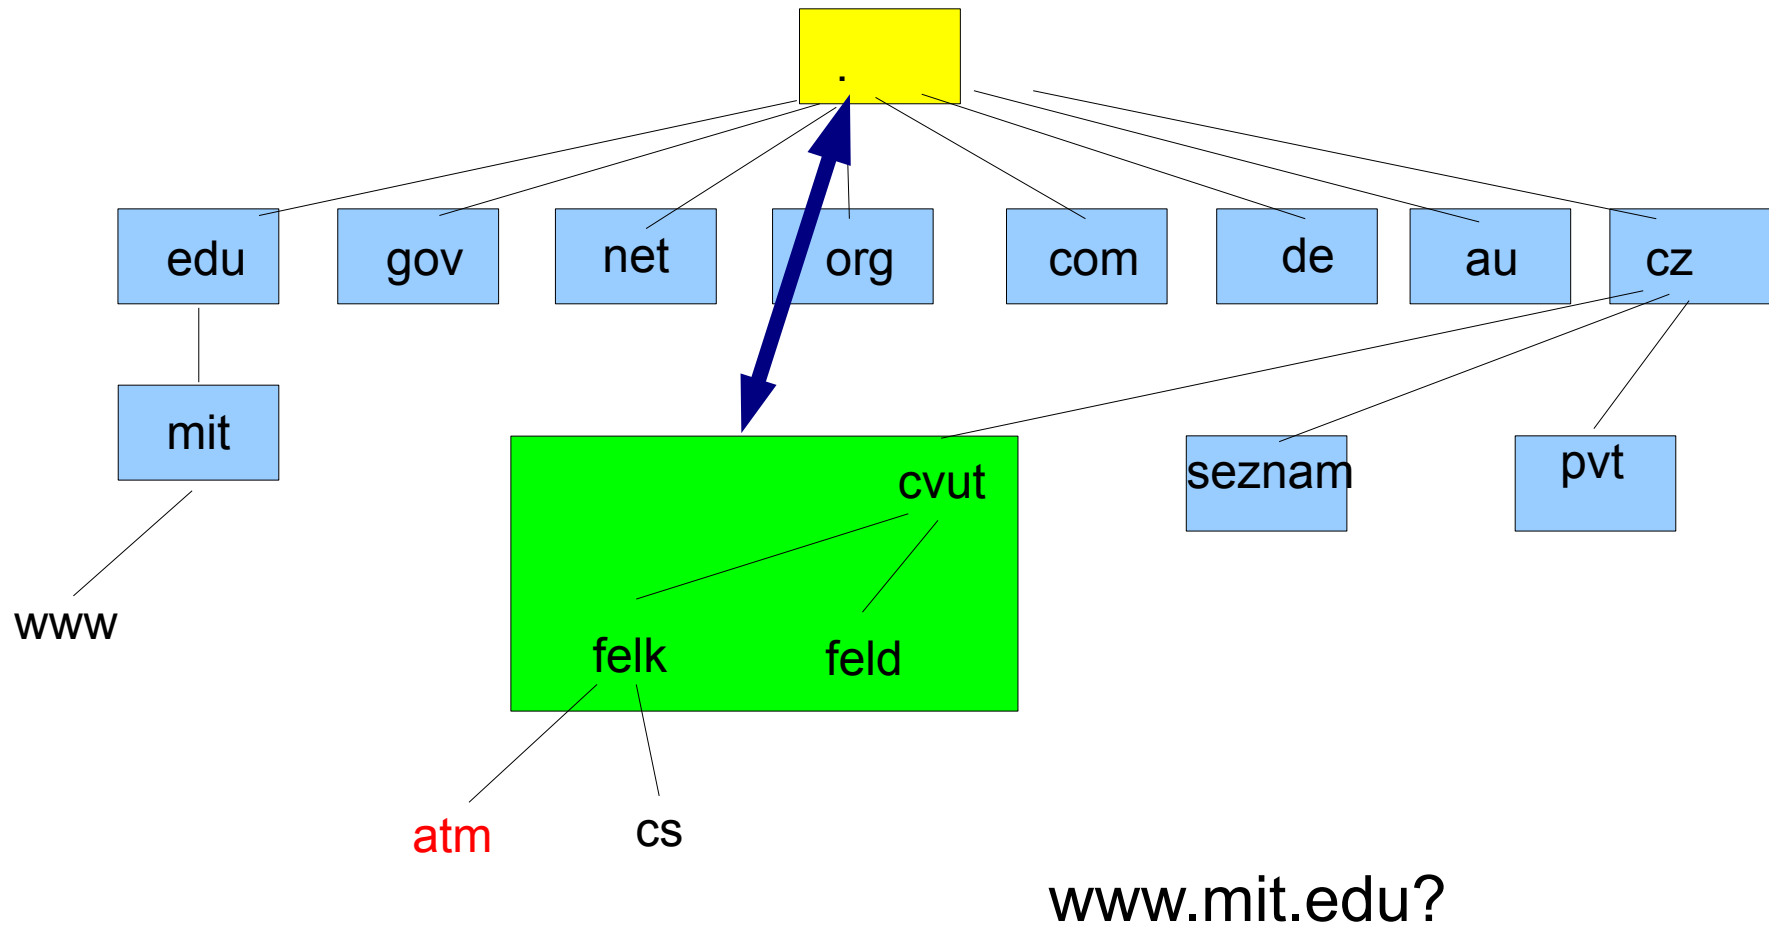 .
edu gov net org com de au cz
mit
cvut seznam pvt
www felk feld
atm cs
www.mit.edu?